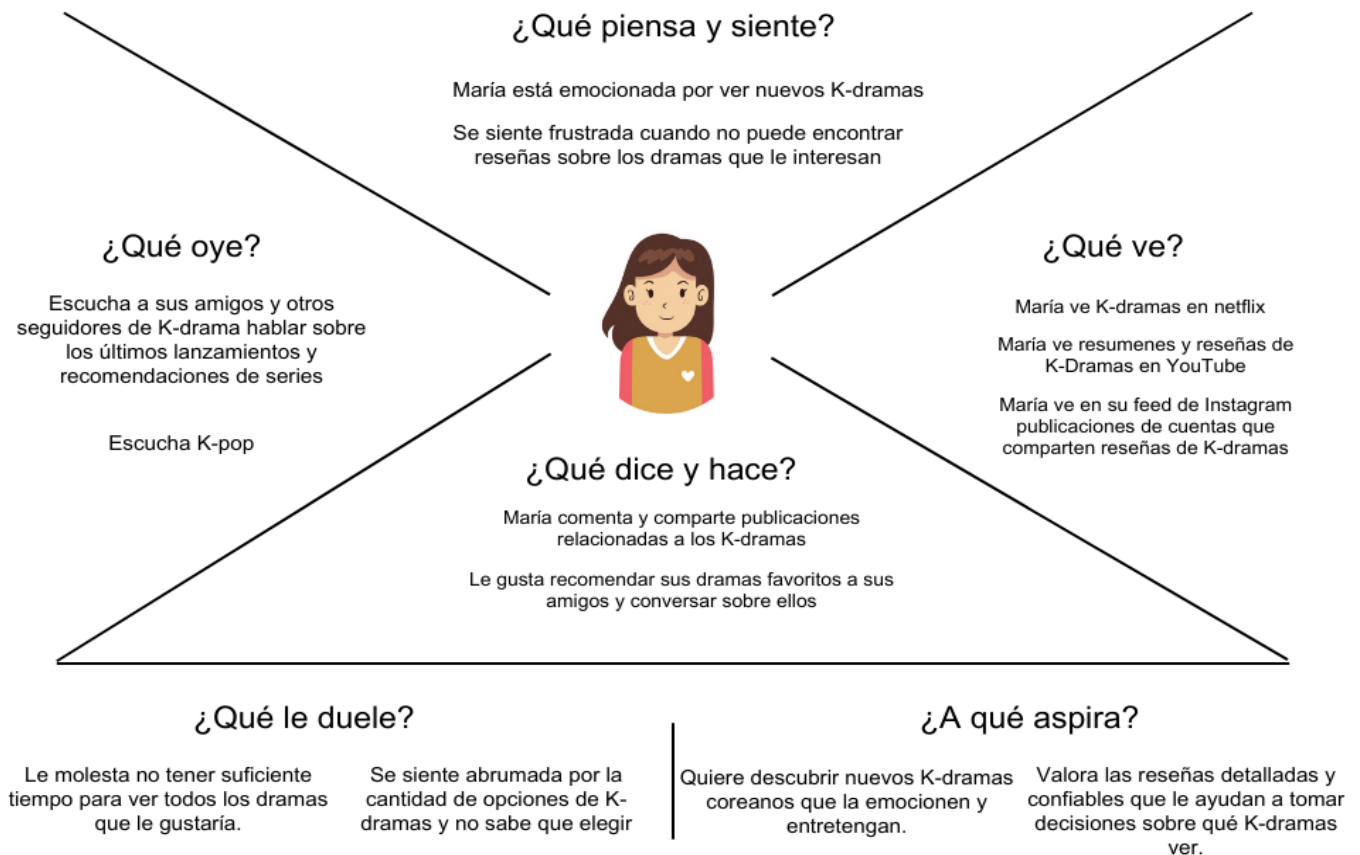 ¿Qué piensa y siente?
María está emocionada por ver nuevos K-dramas
Se siente frustrada cuando no puede encontrar
reseñas sobre los dramas que le interesan
¿Qué oye?
Escucha a sus amigos y otros
seguidores de K-drama hablar sobre
los últimos lanzamientos y
recomendaciones de series
Escucha K-pop
¿Qué ve?
María ve K-dramas en netflix
María ve resumenes y reseñas de
K-Dramas en YouTube
María ve en su feed de Instagram
publicaciones de cuentas que
comparten reseñas de K-dramas
¿Qué dice y hace?
María comenta y comparte publicaciones
relacionadas a los K-dramas
Le gusta recomendar sus dramas favoritos a sus
amigos y conversar sobre ellos
¿Qué le duele?
Le molesta no tener suficiente
tiempo para ver todos los dramas
que le gustaría.
Se siente abrumada por la
cantidad de opciones de K-
dramas y no sabe que elegir
¿A qué aspira?
Quiere descubrir nuevos K-dramas
coreanos que la emocionen y
entretengan.
Valora las reseñas detalladas y
confiables que le ayudan a tomar
decisiones sobre qué K-dramas
ver.